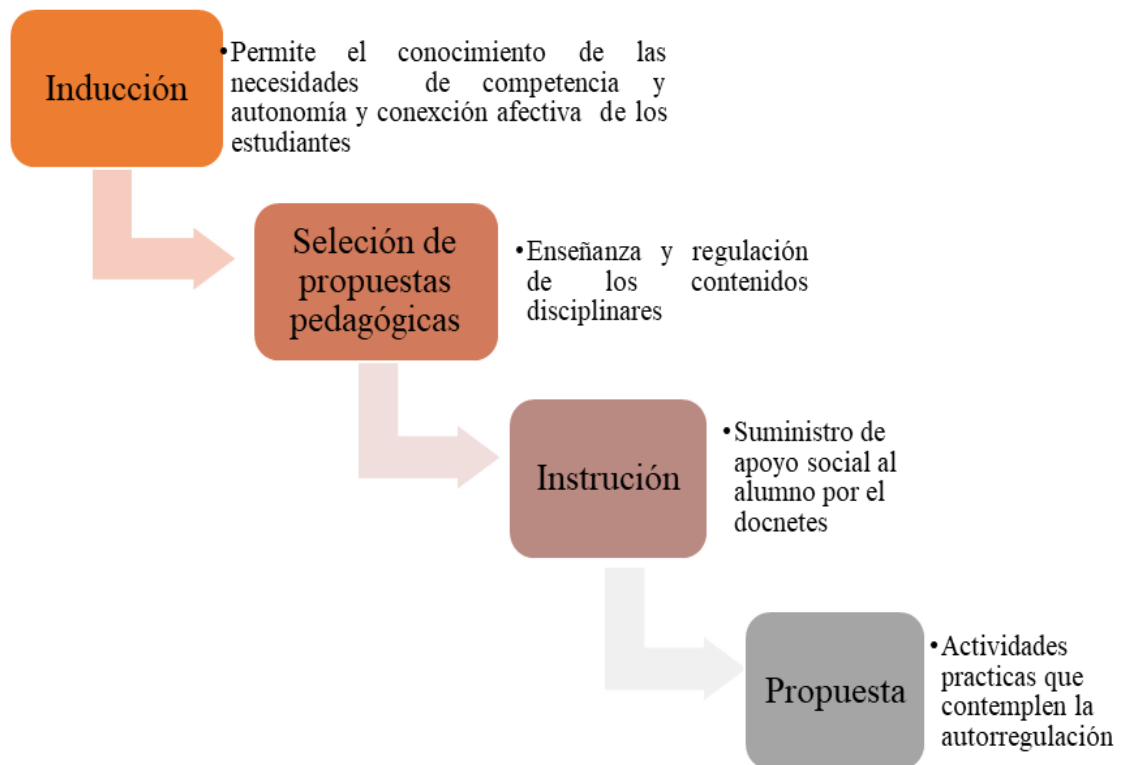 Inducción
•Permite el conocimiento de las
necesidades de competencia y
autonomía y conexción afectiva de los
estudiantes
Seleción de
propuestas
pedagógicas
•Enseñanza y regulación
de los contenidos
disciplinares
Instrución
•Suministro de
apoyo social al
alumno por el
docnetes
Propuesta
•Actividades
practicas que
contemplen la
autorregulación